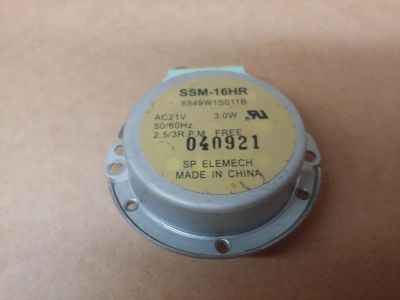 SSM-16HR
6549W1S011B
AC21V 3.0W
50/60Hz
2.5/3R.P.M FREE
040921
SP ELEMECH
MADE IN CHINA